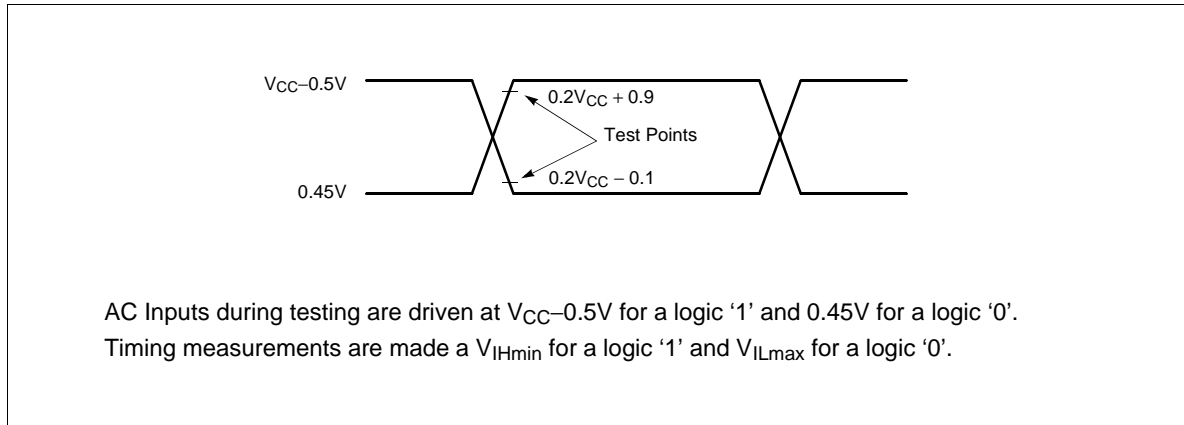 VCC−0.5V
0.2VCC + 0.9
Test Points
0.2VCC − 0.1
0.45V
AC Inputs during testing are driven at VCC−0.5V for a logic ‘1’ and 0.45V for a logic ‘0’.
Timing measurements are made a VIHmin for a logic ‘1’ and VILmax for a logic ‘0’.